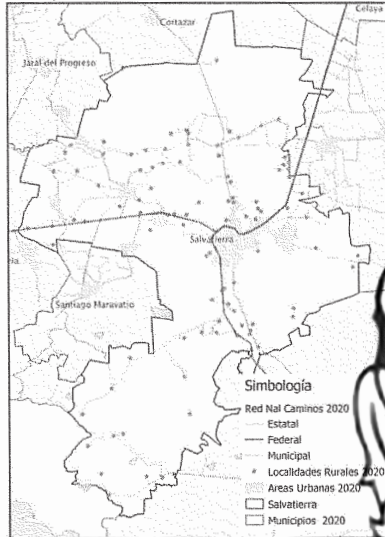 Cortazar
Celaya
Jaral del Progreso
Salvatierra
Santiago Maravatio
Simbología
Red Nal Caminos 2020
Estatal
Federal
Municipal
Localidades Rurales 2020
Areas Urbanas 2020
Salvatierra
Municipios 2020